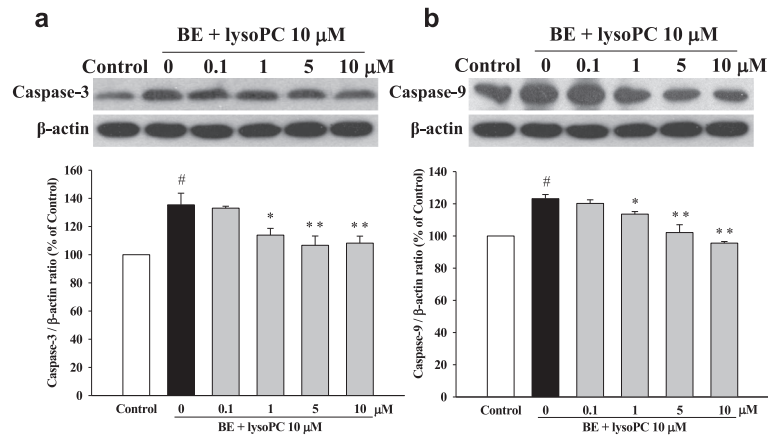 a
BE + lysoPC 10 μM
Control 0 0.1 1 5 10 μM
Caspase-3
β-actin
160
140
120
100
80
60
40
20
0
Caspase-3 / β-actin ratio (% of Control)
#
*
**
**
Control 0 0.1 1 5 10 μM
BE + lysoPC 10 μM
b
BE + lysoPC 10 μM
Control 0 0.1 1 5 10 μM
Caspase-9
β-actin
140
120
100
80
60
40
20
0
Caspase-9 / β-actin ratio (% of Control)
#
*
**
**
Control 0 0.1 1 5 10 μM
BE + lysoPC 10 μM